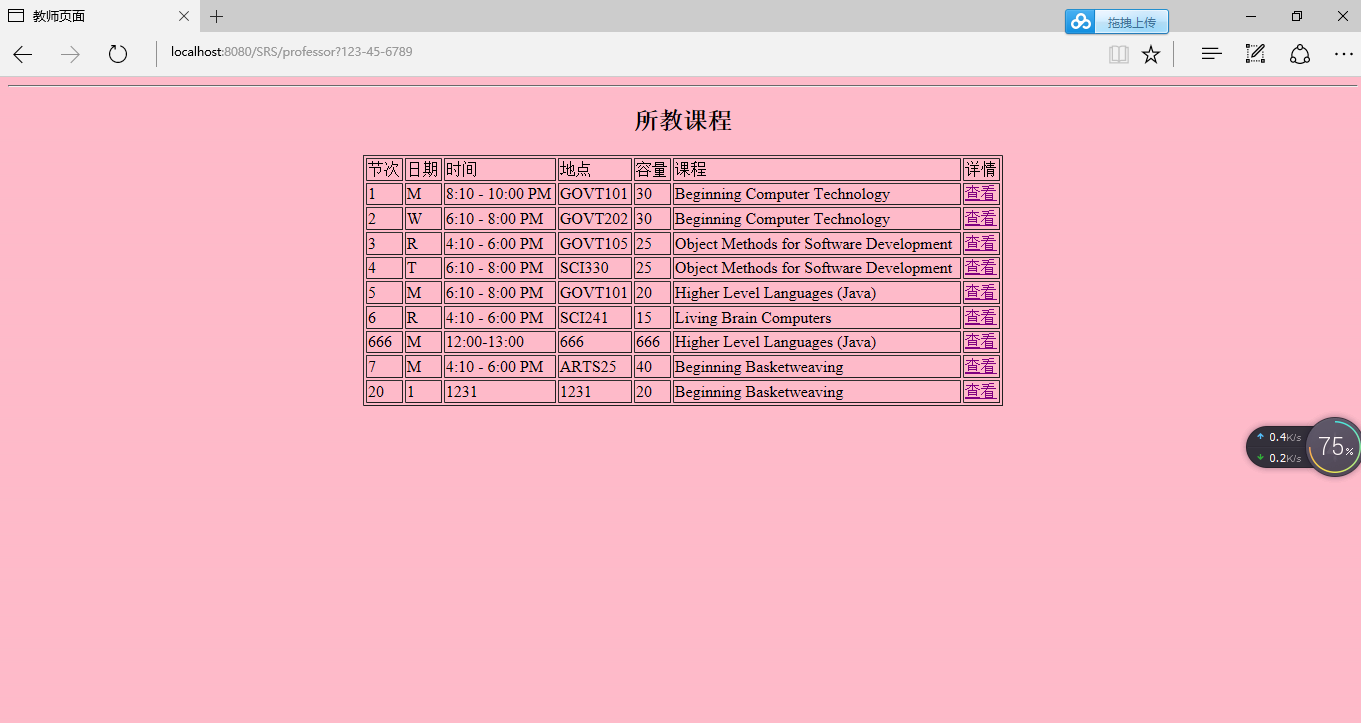 教师页面
拖拽上传
localhost:8080/SRS/professor?123-45-6789
所教课程
节次 日期 时间 地点 容量 课程 详情
1 M 8:10 - 10:00 PM GOVT101 30 Beginning Computer Technology 查看
2 W 6:10 - 8:00 PM GOVT202 30 Beginning Computer Technology 查看
3 R 4:10 - 6:00 PM GOVT105 25 Object Methods for Software Development 查看
4 T 6:10 - 8:00 PM SCI330 25 Object Methods for Software Development 查看
5 M 6:10 - 8:00 PM GOVT101 20 Higher Level Languages (Java) 查看
6 R 4:10 - 6:00 PM SCI241 15 Living Brain Computers 查看
666 M 12:00-13:00 666 666 Higher Level Languages (Java) 查看
7 M 4:10 - 6:00 PM ARTS25 40 Beginning Basketweaving 查看
20 1 1231 1231 20 Beginning Basketweaving 查看
0.4K/s
75%
0.2K/s